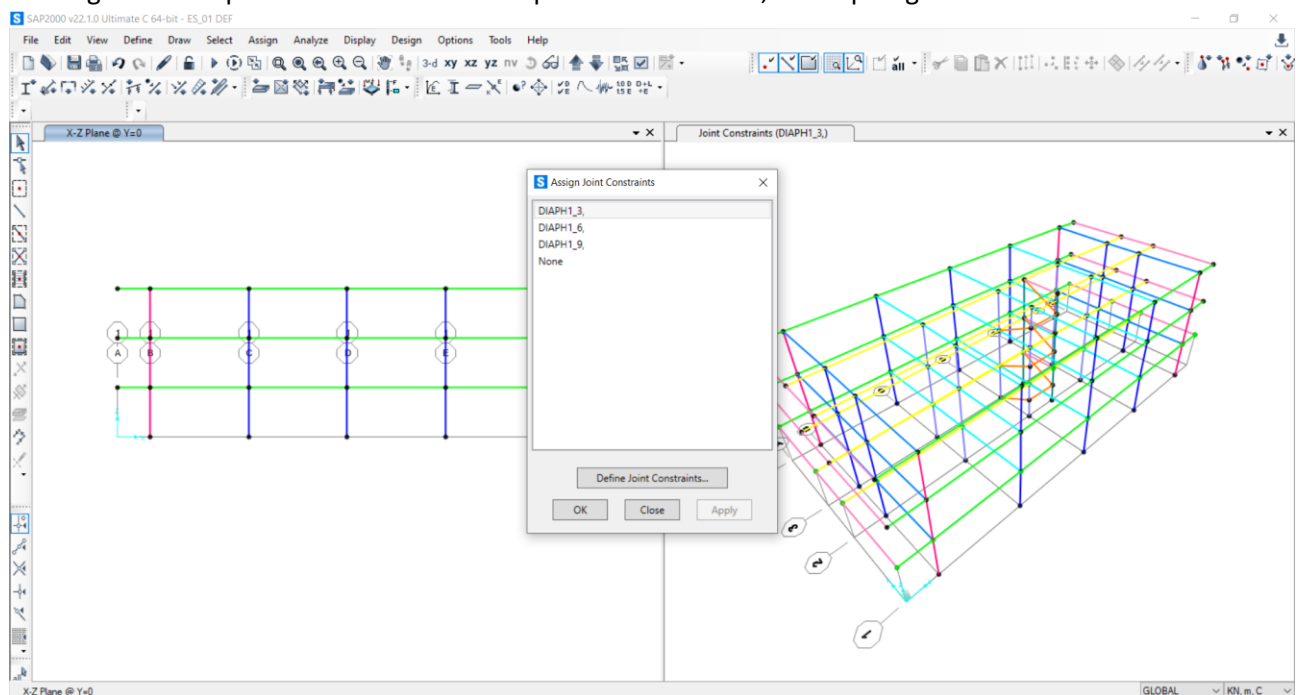 SAP2000 v22.1.0 Ultimate C 64-bit - ES_01 DEF
File Edit View Define Draw Select Assign Analyze Display Design Options Tools Help
3-d xy xz yz nv
X-Z Plane @ Y=0
Joint Constraints (DIAPH1_3,)
Assign Joint Constraints
DIAPH1_3,
DIAPH1_6,
DIAPH1_9,
None
Define Joint Constraints...
OK Close Apply
A B C D E
X-Z Plane @ Y=0
GLOBAL KN, m, C